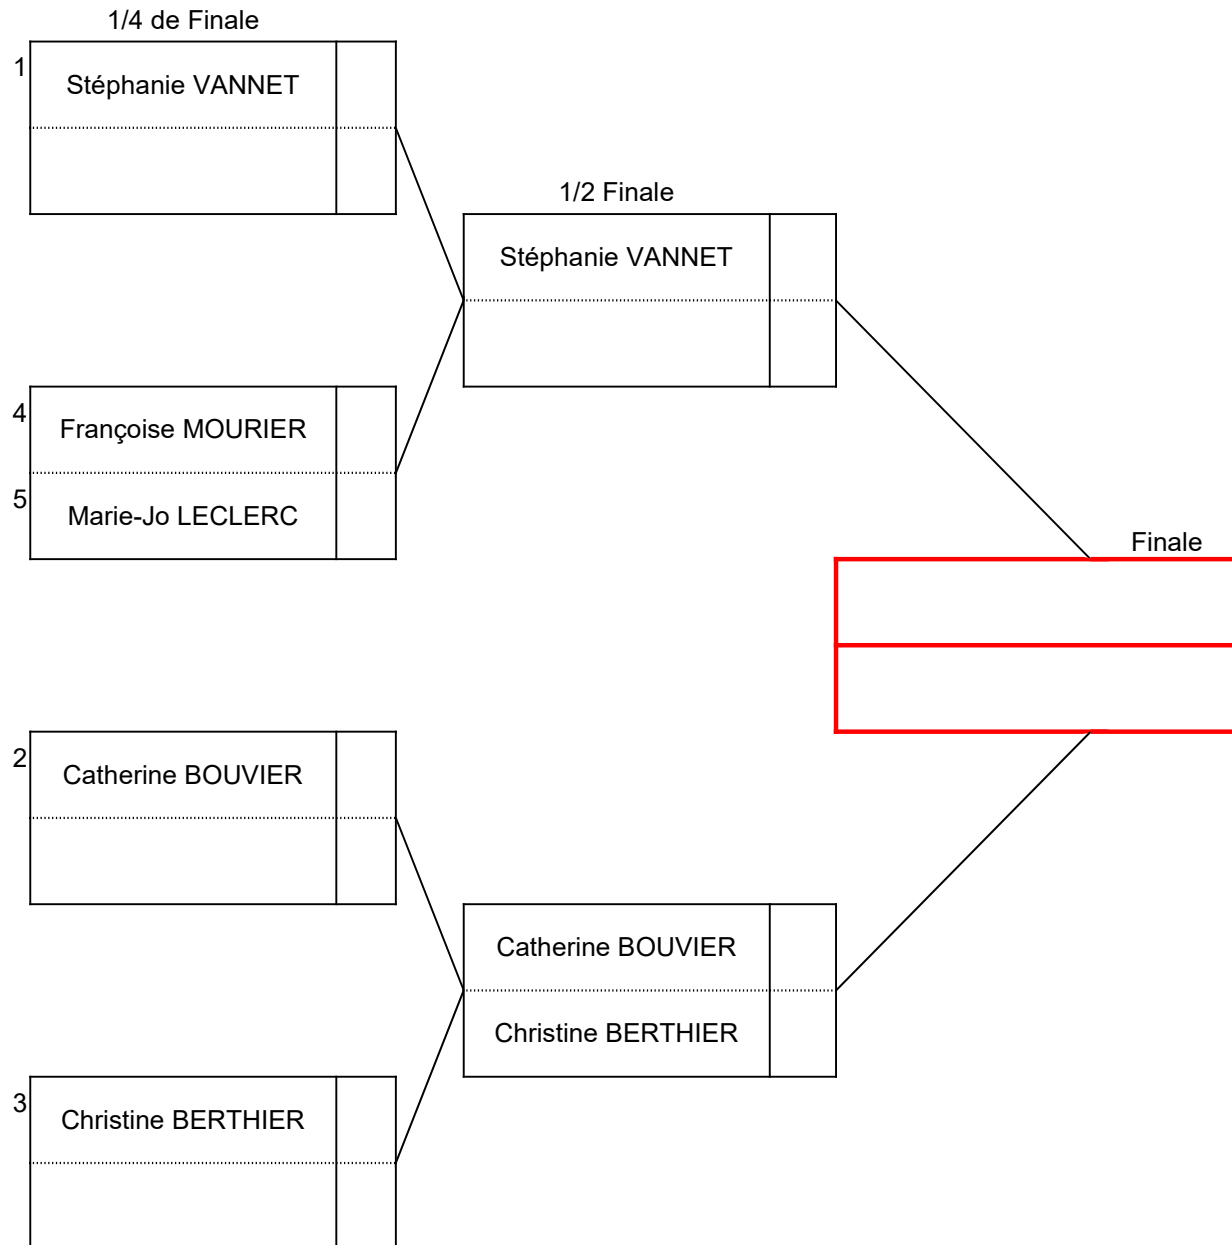 1/4 de Finale
1
Stéphanie VANNET
1/2 Finale
Stéphanie VANNET
4
Françoise MOURIER
5
Marie-Jo LECLERC
Finale
2
Catherine BOUVIER
Catherine BOUVIER
Christine BERTHIER
3
Christine BERTHIER